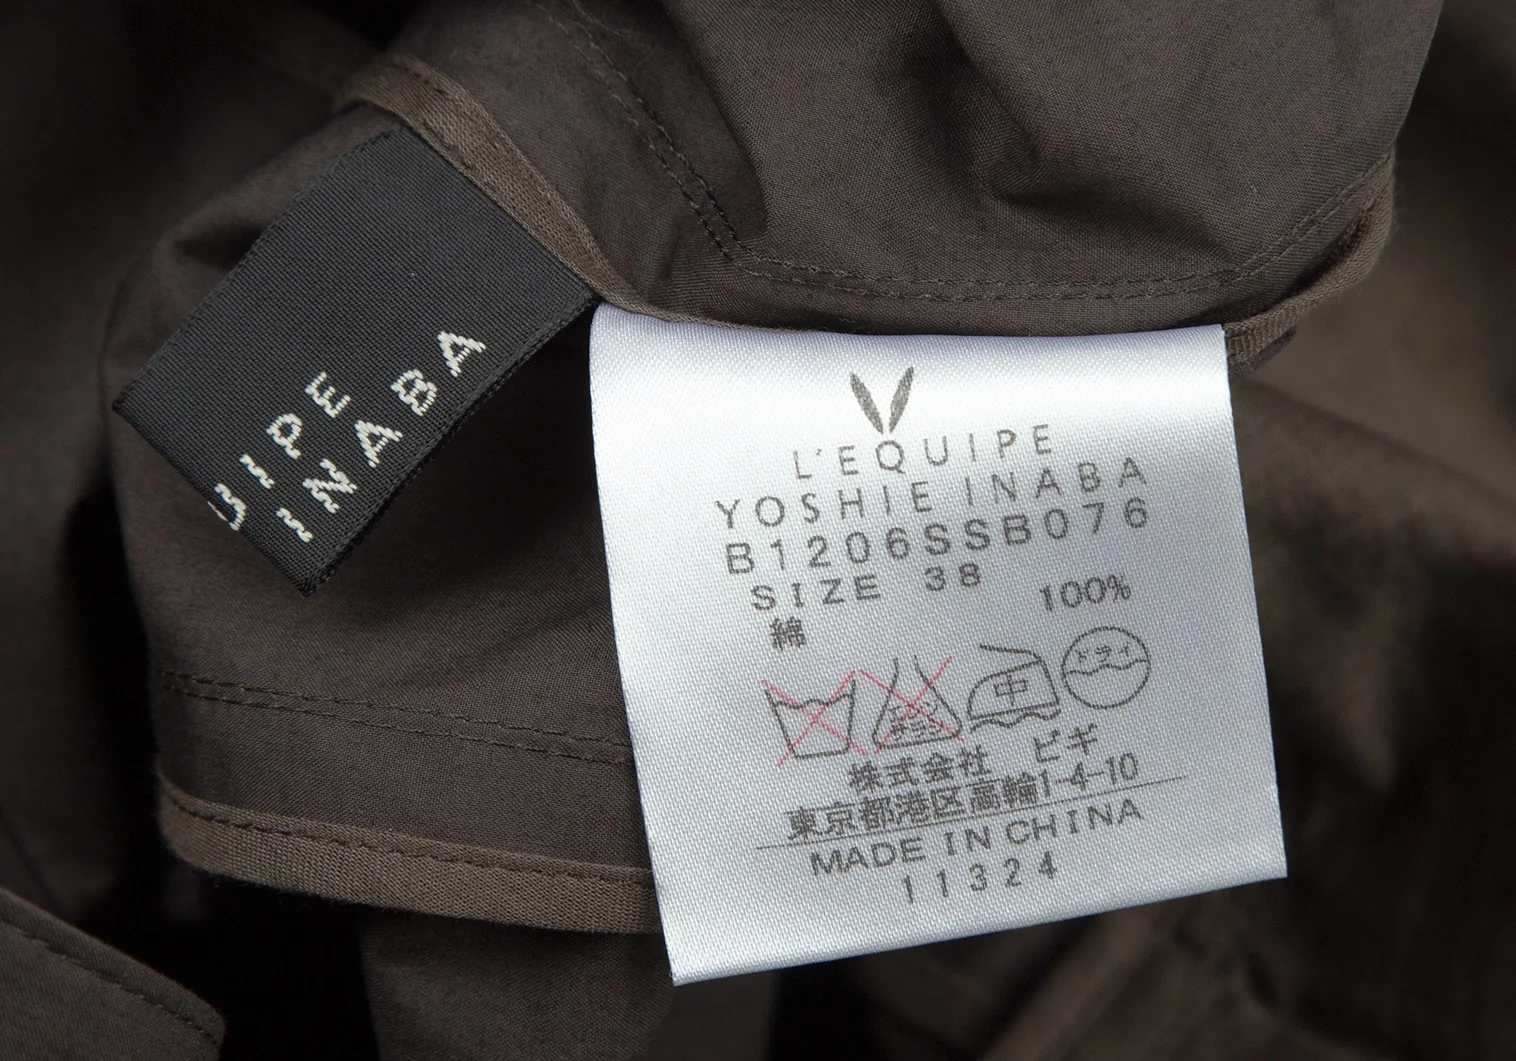 UIPE
INABA
L'EQUIPE
YOSHIE INABA
B1206SSB076
SIZE 38
100%
綿
中 ドライ
株式会社 ビギ
東京都港区高輪1-4-10
MADE IN CHINA
11324